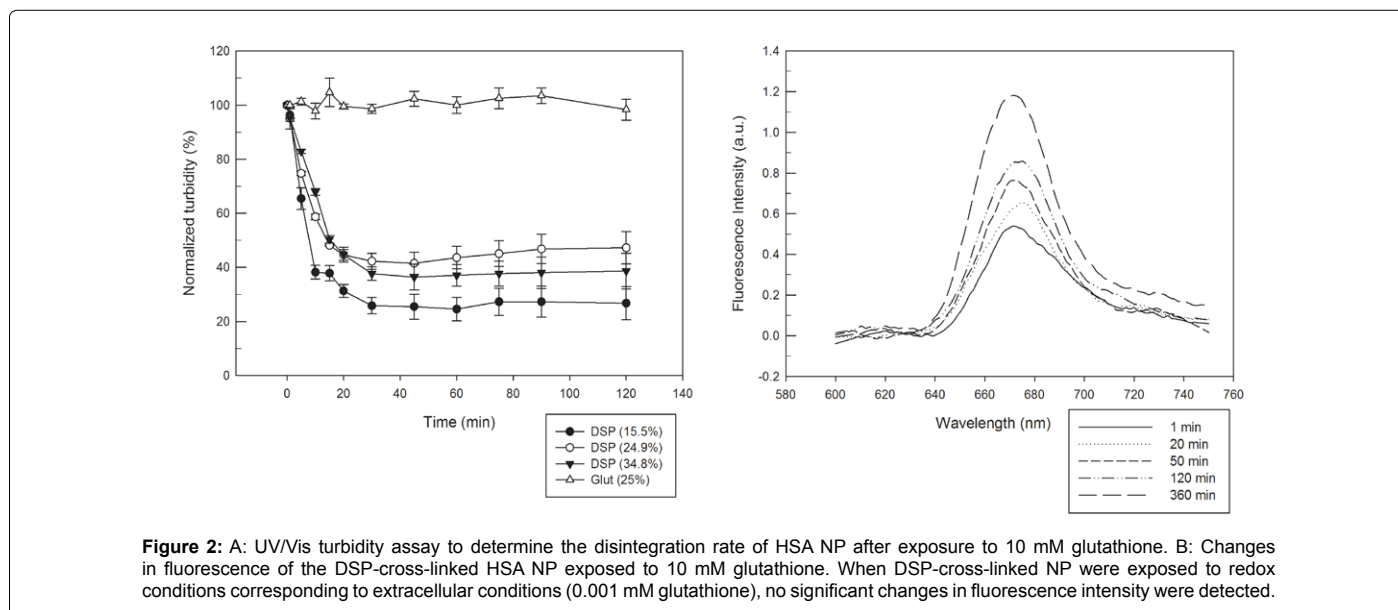 120
100
80
60
40
20
0
Normalized turbidity (%)
0 20 40 60 80 100 120 140
Time (min)
DSP (15.5%)
DSP (24.9%)
DSP (34.8%)
Glut (25%)
1.4
1.2
1.0
0.8
0.6
0.4
0.2
0.0
-0.2
Fluorescence Intensity (a.u.)
580 600 620 640 660 680 700 720 740 760
Wavelength (nm)
1 min
20 min
50 min
120 min
360 min
Figure 2: A: UV/Vis turbidity assay to determine the disintegration rate of HSA NP after exposure to 10 mM glutathione. B: Changes
in fluorescence of the DSP-cross-linked HSA NP exposed to 10 mM glutathione. When DSP-cross-linked NP were exposed to redox
conditions corresponding to extracellular conditions (0.001 mM glutathione), no significant changes in fluorescence intensity were detected.